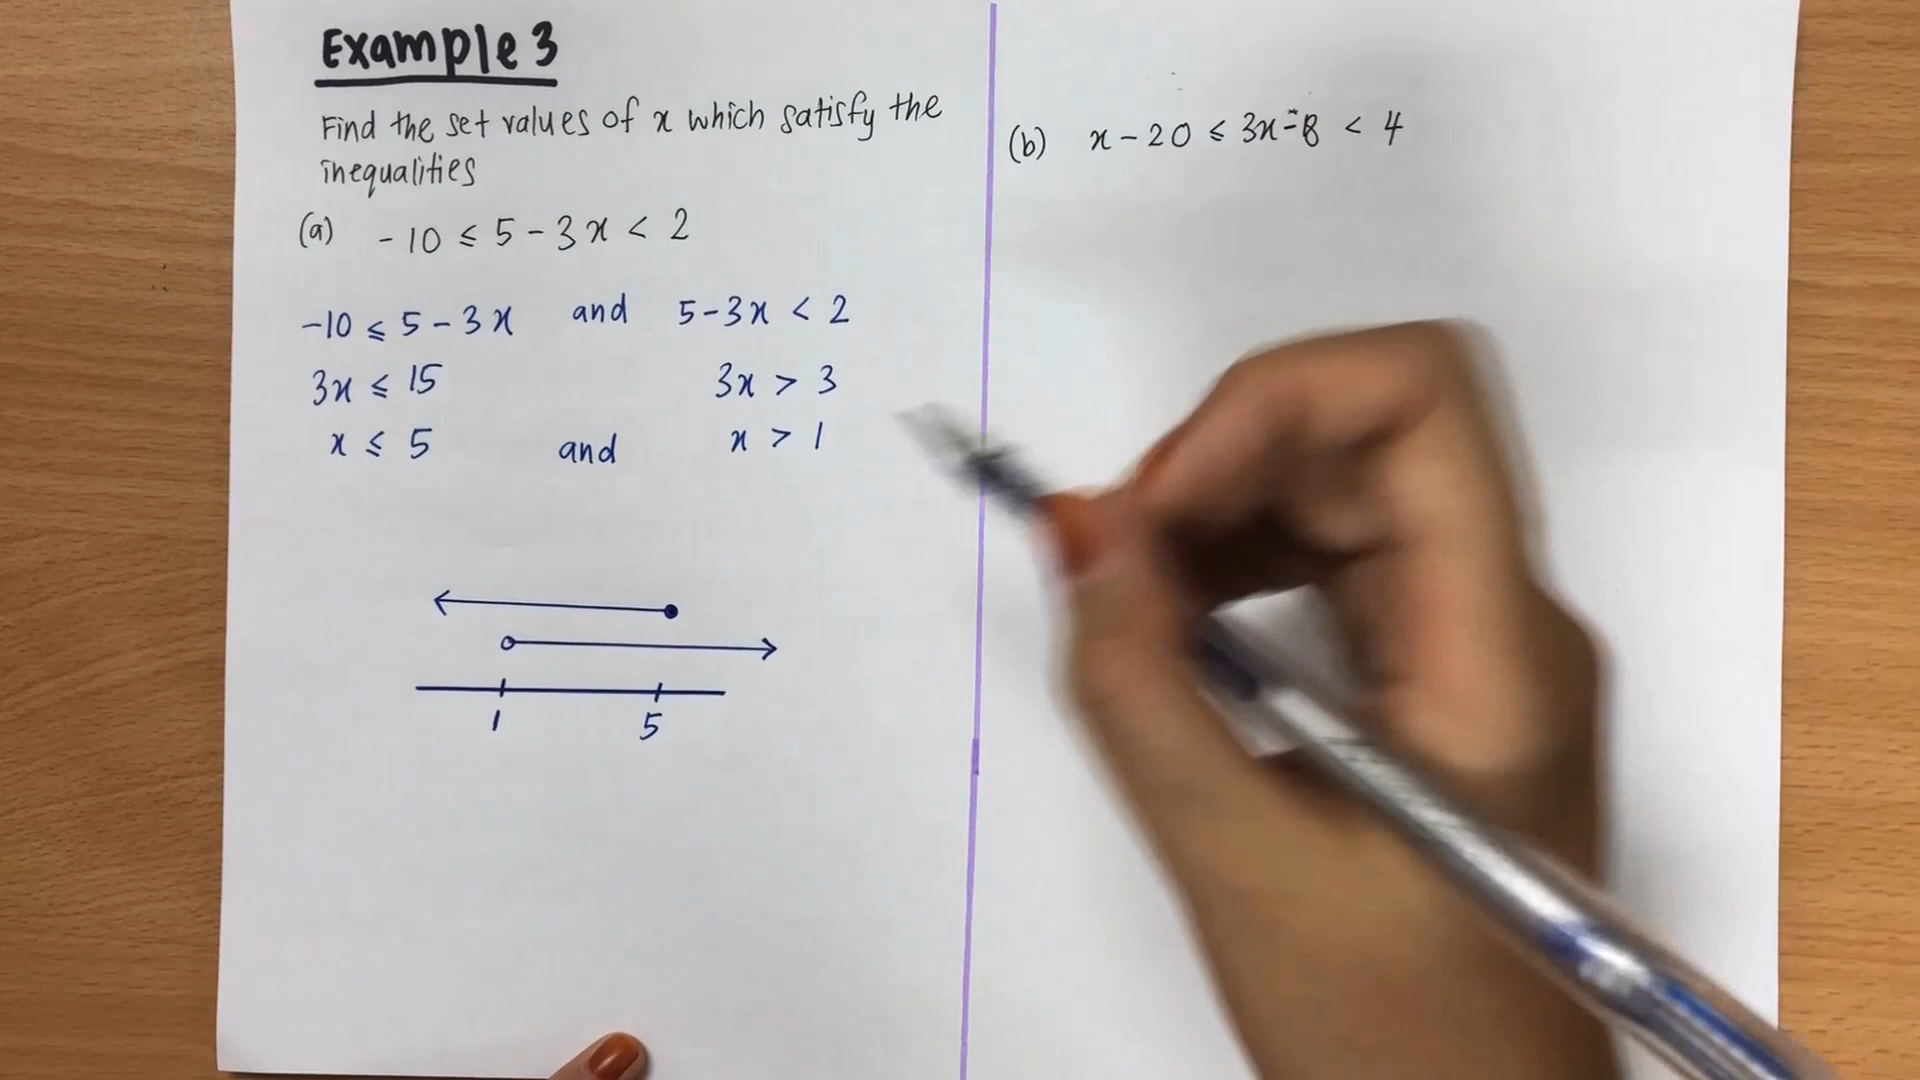 Example 3
Find the set values of x which satisfy the
inequalities
(a) -10 ≤ 5 - 3x < 2
-10 ≤ 5 - 3x and 5 - 3x < 2
3x ≤ 15 3x > 3
x ≤ 5 and x > 1
1 5
(b) x - 20 ≤ 3x - 8 < 4